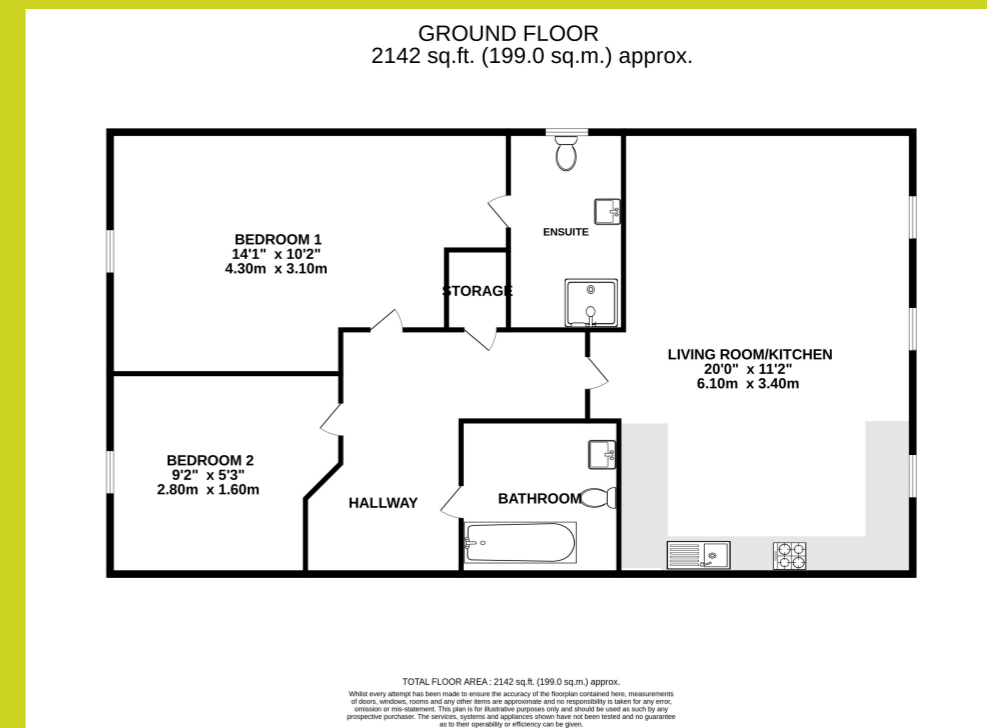 GROUND FLOOR
2142 sq.ft. (199.0 sq.m.) approx.
BEDROOM 1
14'1" x 10'2"
4.30m x 3.10m
ENSUITE
STORAGE
LIVING ROOM/KITCHEN
20'0" x 11'2"
6.10m x 3.40m
BEDROOM 2
9'2" x 5'3"
2.80m x 1.60m
HALLWAY
BATHROOM
TOTAL FLOOR AREA : 2142 sq.ft. (199.0 sq.m.) approx.
Whilst every attempt has been made to ensure the accuracy of the floorplan contained here, measurements
of doors, windows, rooms and any other items are approximate and no responsibility is taken for any error,
omission or mis-statement. This plan is for illustrative purposes only and should be used as such by any
prospective purchaser. The services, systems and appliances shown have not been tested and no guarantee
as to their operability or efficiency can be given.